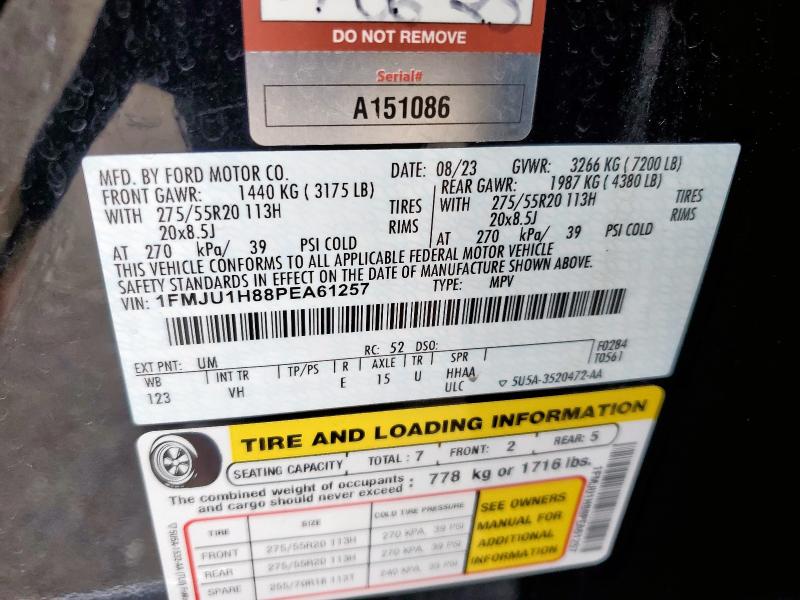 DO NOT REMOVE
Serial#
A151086
MFD. BY FORD MOTOR CO. DATE: 08/23 GVWR: 3266 KG ( 7200 LB)
FRONT GAWR: 1440 KG ( 3175 LB) REAR GAWR: 1987 KG ( 4380 LB)
WITH 275/55R20 113H TIRES WITH 275/55R20 113H TIRES
20x8.5J RIMS 20x8.5J RIMS
AT 270 kPa/ 39 PSI COLD AT 270 kPa/ 39 PSI COLD
THIS VEHICLE CONFORMS TO ALL APPLICABLE FEDERAL MOTOR VEHICLE
SAFETY STANDARDS IN EFFECT ON THE DATE OF MANUFACTURE SHOWN ABOVE.
VIN: 1FMJU1H88PEA61257 TYPE: MPV
EXT PNT: UM RC: 52 DSO: F0284
T0561
WB INT TR TP/PS R AXLE TR SPR
123 VH E 15 U HHAA
ULC 5U5A-3520472-AA
TIRE AND LOADING INFORMATION
SEATING CAPACITY TOTAL : 7 FRONT: 2 REAR: 5
The combined weight of occupants
and cargo should never exceed : 778 kg or 1716 lbs.
TIRE SIZE COLD TIRE PRESSURE
FRONT 275/55R20 113H 270 KPA, 39 PSI
REAR 275/55R20 113H 270 KPA, 39 PSI
SPARE 255/70R18 113T 240 KPA, 35 PSI
SEE OWNERS
MANUAL FOR
ADDITIONAL
INFORMATION